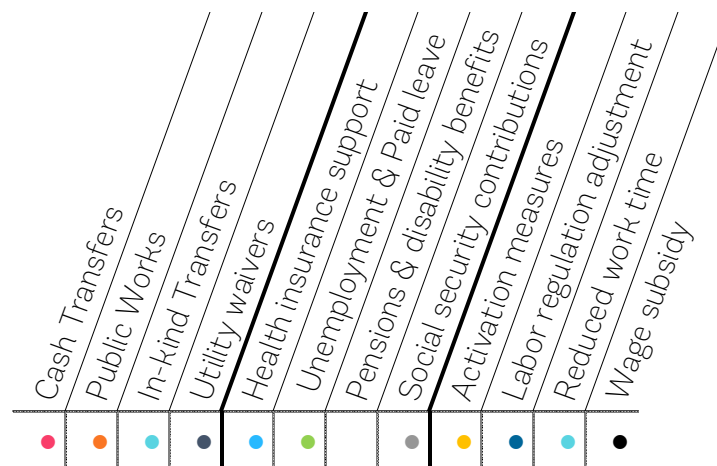 Cash Transfers
Public Works
In-kind Transfers
Utility waivers
Health insurance support
Unemployment & Paid leave
Pensions & disability benefits
Social security contributions
Activation measures
Labor regulation adjustment
Reduced work time
Wage subsidy